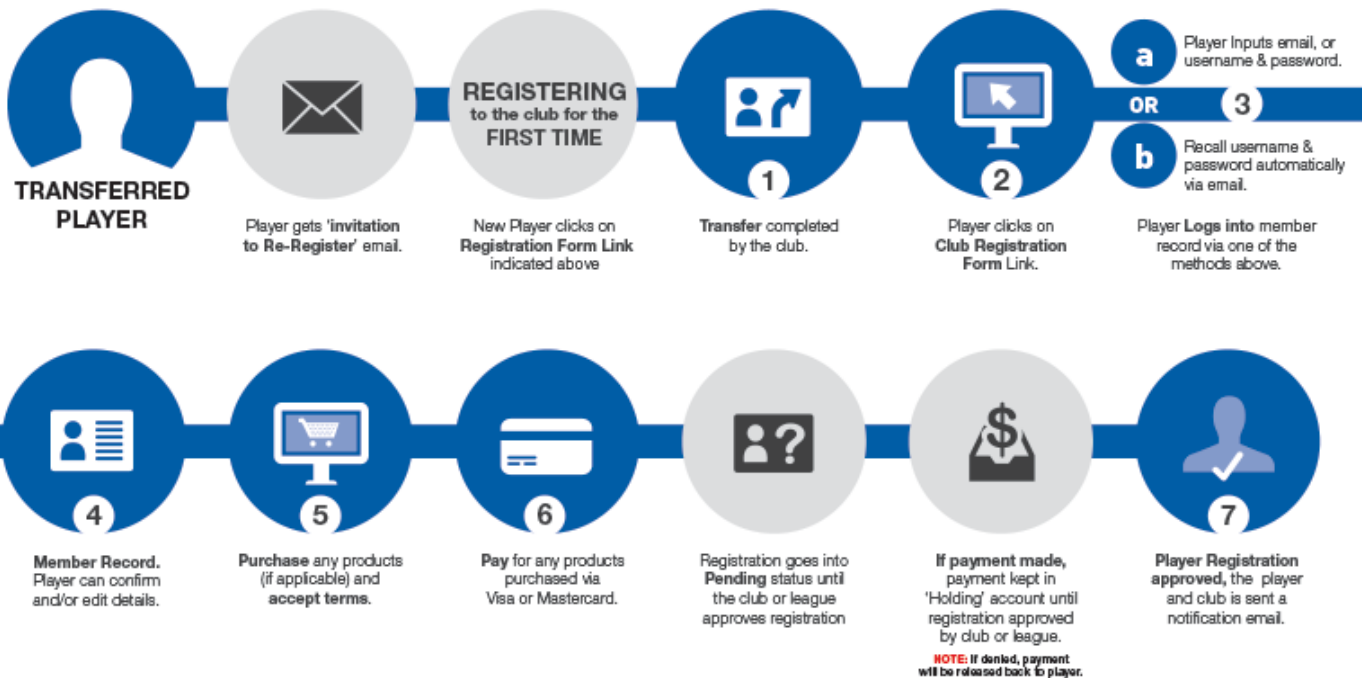 TRANSFERRED
PLAYER
Player gets 'invitation
to Re-Register' email.
REGISTERING
to the club for the
FIRST TIME
New Player clicks on
Registration Form Link
indicated above
1
Transfer completed
by the club.
2
Player clicks on
Club Registration
Form Link.
a
Player Inputs email, or
username & password.
OR
3
b
Recall username &
password automatically
via email.
Player Logs into member
record via one of the
methods above.
4
Member Record.
Player can confirm
and/or edit details.
5
Purchase any products
(if applicable) and
accept terms.
6
Pay for any products
purchased via
Visa or Mastercard.
?
Registration goes into
Pending status until
the club or league
approves registration
$
If payment made,
payment kept in
'Holding' account until
registration approved
by club or league.
NOTE: If denied, payment
will be released back to player.
7
Player Registration
approved, the player
and club is sent a
notification email.